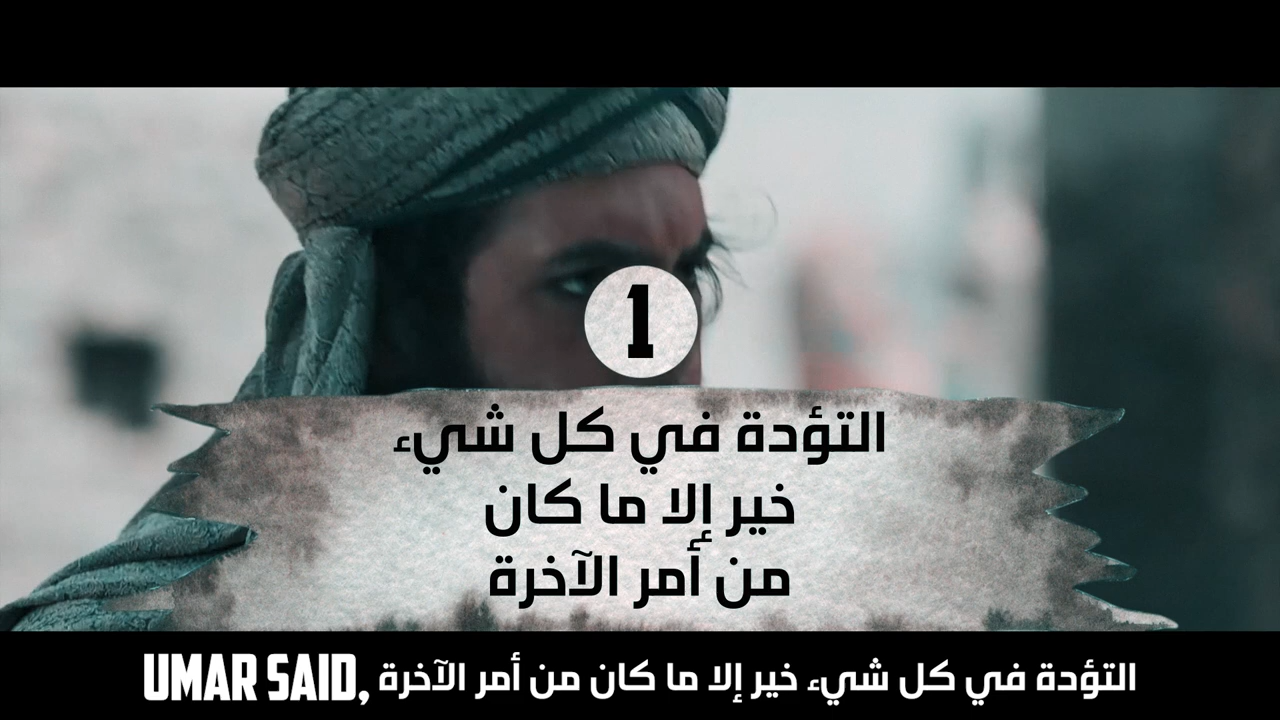 1
التؤدة في كل شيء
خير إلا ما كان
من أمر الآخرة
UMAR SAID, التؤدة في كل شيء خير إلا ما كان من أمر الآخرة